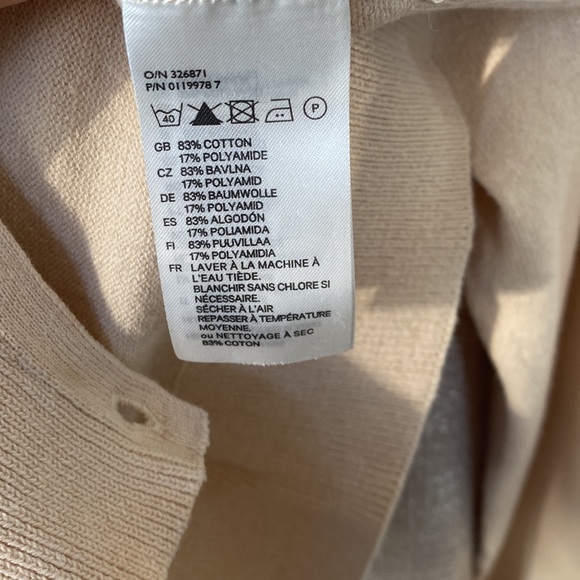 O/N 326871
P/N 0119978 7
40 P
GB 83% COTTON
17% POLYAMIDE
CZ 83% BAVLNA
17% POLYAMID
DE 83% BAUMWOLLE
17% POLYAMID
ES 83% ALGODÓN
17% POLIAMIDA
FI 83% PUUVILLAA
17% POLYAMIDIA
FR LAVER À LA MACHINE À
L'EAU TIÈDE.
BLANCHIR SANS CHLORE SI
NÉCESSAIRE.
SÉCHER À L'AIR
REPASSER À TEMPÉRATURE
MOYENNE.
ou NETTOYAGE À SEC
83% COTON